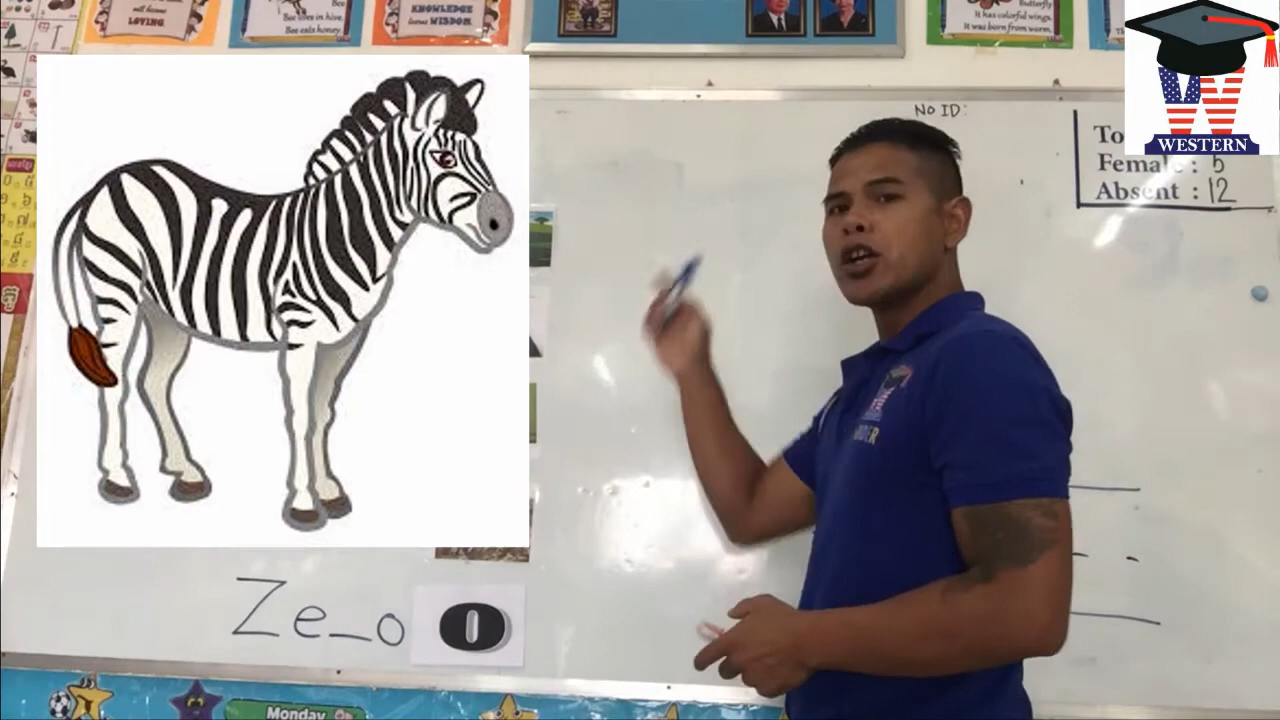 will become
LOVING
Bee
Bee lives in hive.
Bee eats honey.
KNOWLEDGE
becomes WISDOM
Butterfly
It has colorful wings.
It was born from worm.
NO ID:
WESTERN
Female : 5
Absent : 12
Ze_o
0
Monday